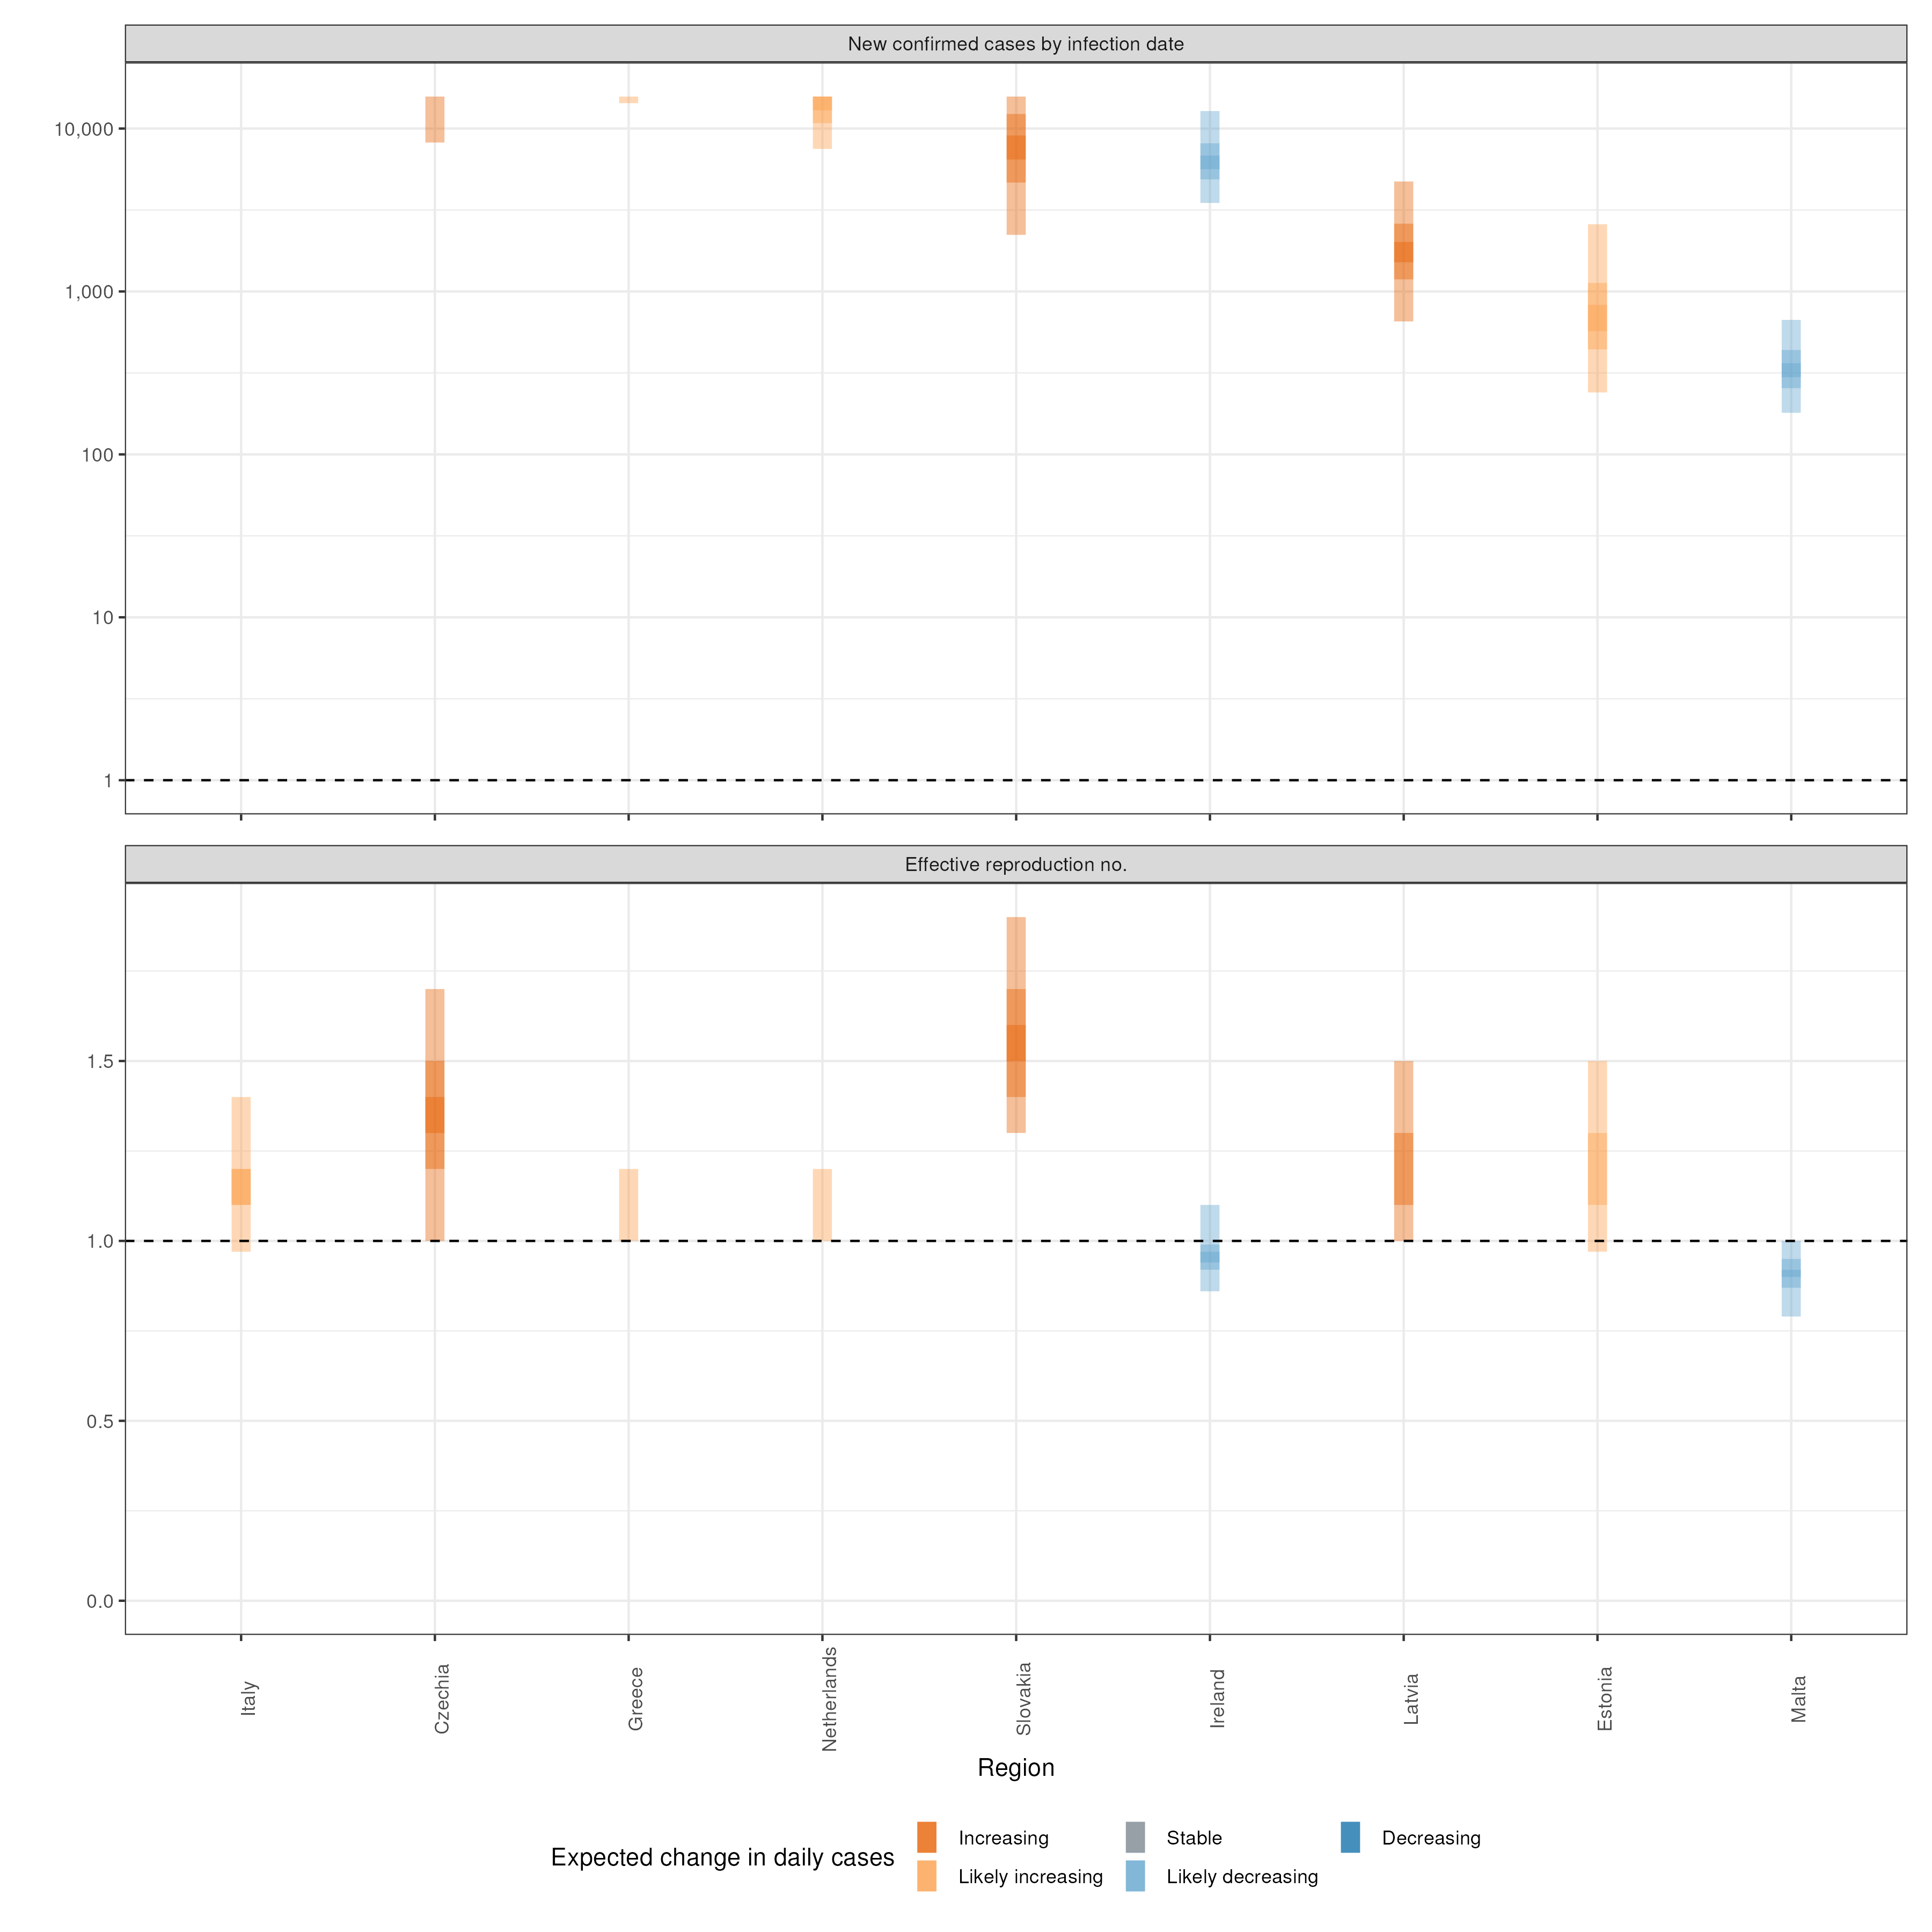 New confirmed cases by infection date
10,000
1,000
100
10
1
Effective reproduction no.
1.5
1.0
0.5
0.0
Italy
Czechia
Greece
Netherlands
Slovakia
Ireland
Latvia
Estonia
Malta
Region
Expected change in daily cases
Increasing
Stable
Decreasing
Likely increasing
Likely decreasing